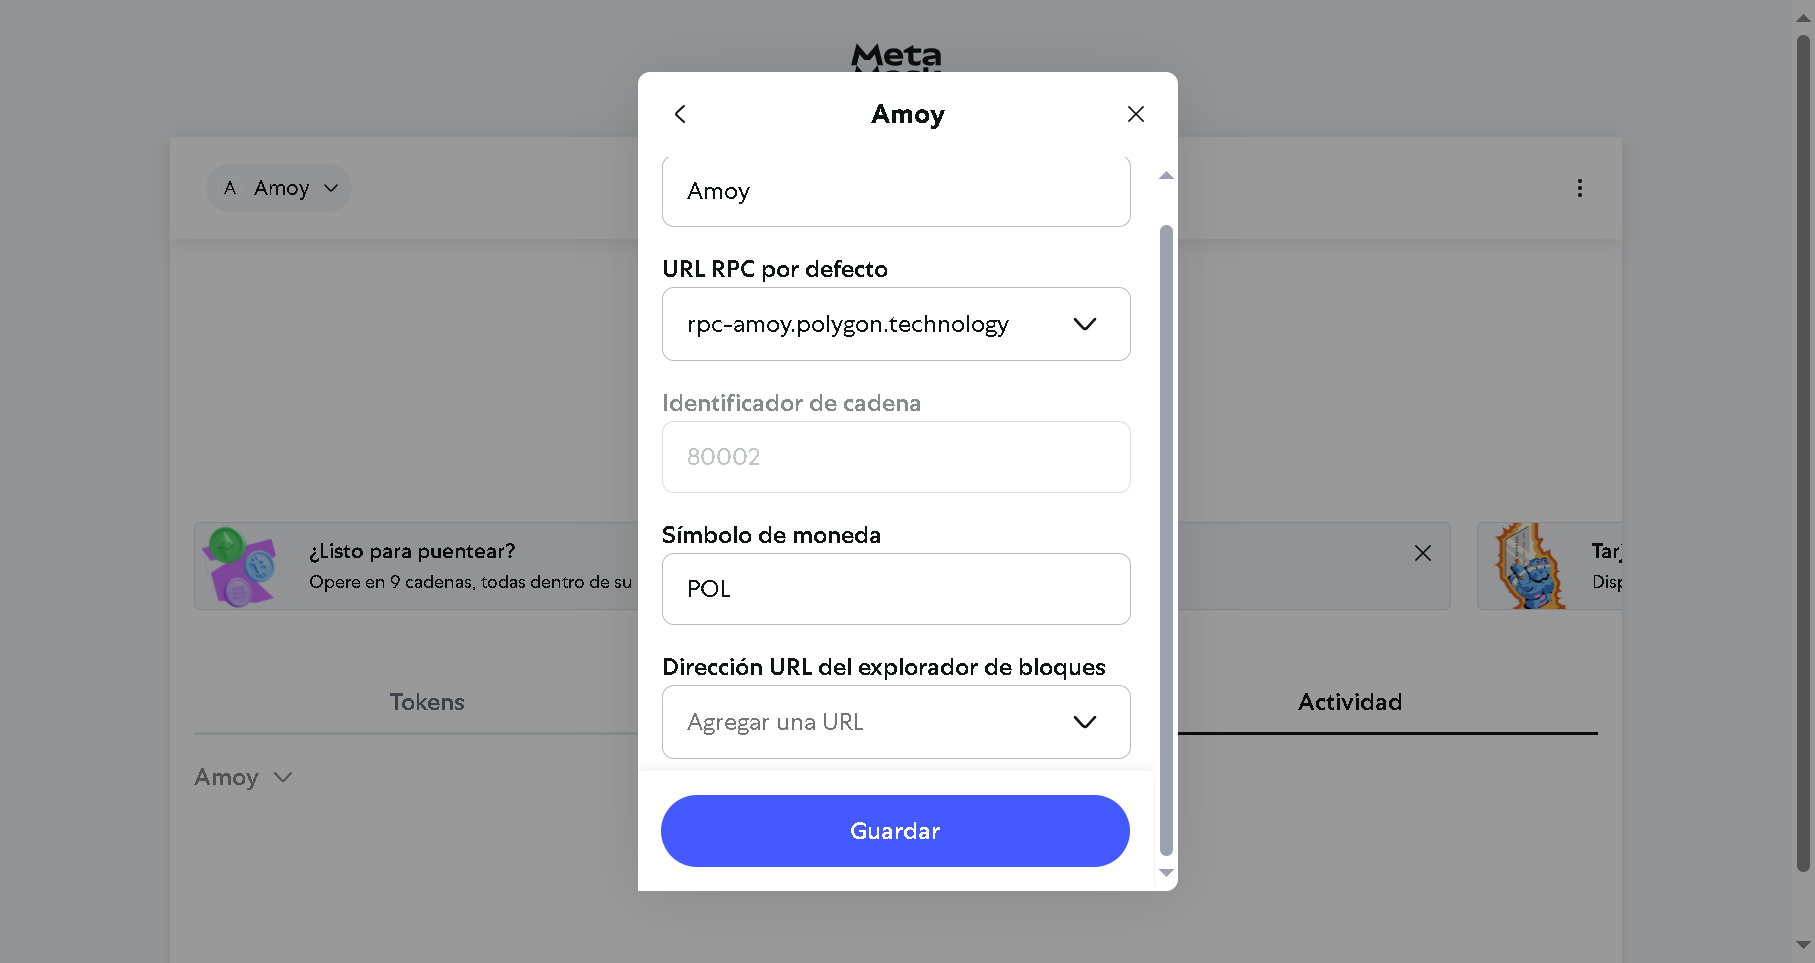 Meta
Amoy
A Amoy
Amoy
URL RPC por defecto
rpc-amoy.polygon.technology
Identificador de cadena
80002
Símbolo de moneda
POL
¿Listo para puentear?
Opere en 9 cadenas, todas dentro de su
Dirección URL del explorador de bloques
Agregar una URL
Tokens
Actividad
Amoy
Guardar